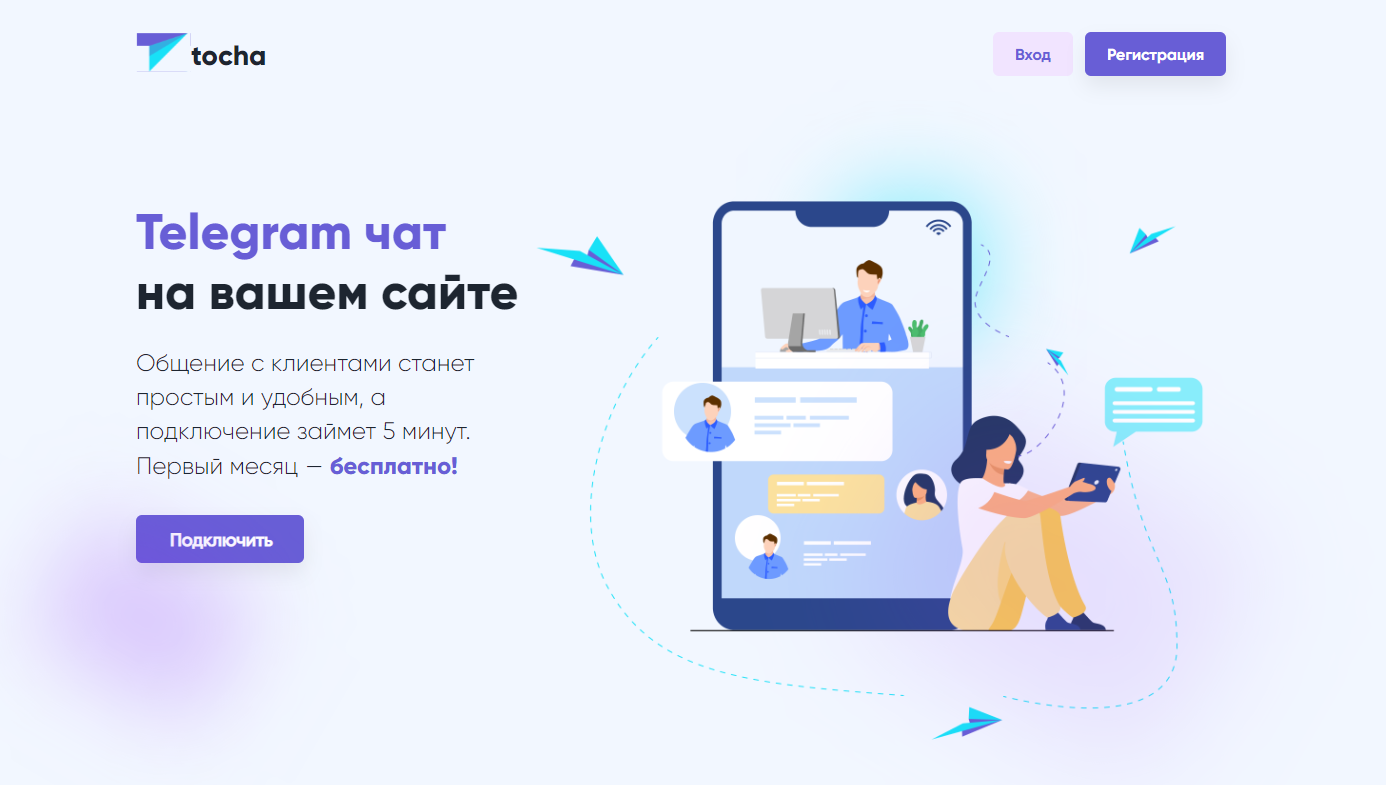 tocha
Вход
Регистрация
Telegram чат
на вашем сайте
Общение с клиентами станет
простым и удобным, а
подключение займет 5 минут.
Первый месяц — бесплатно!
Подключить